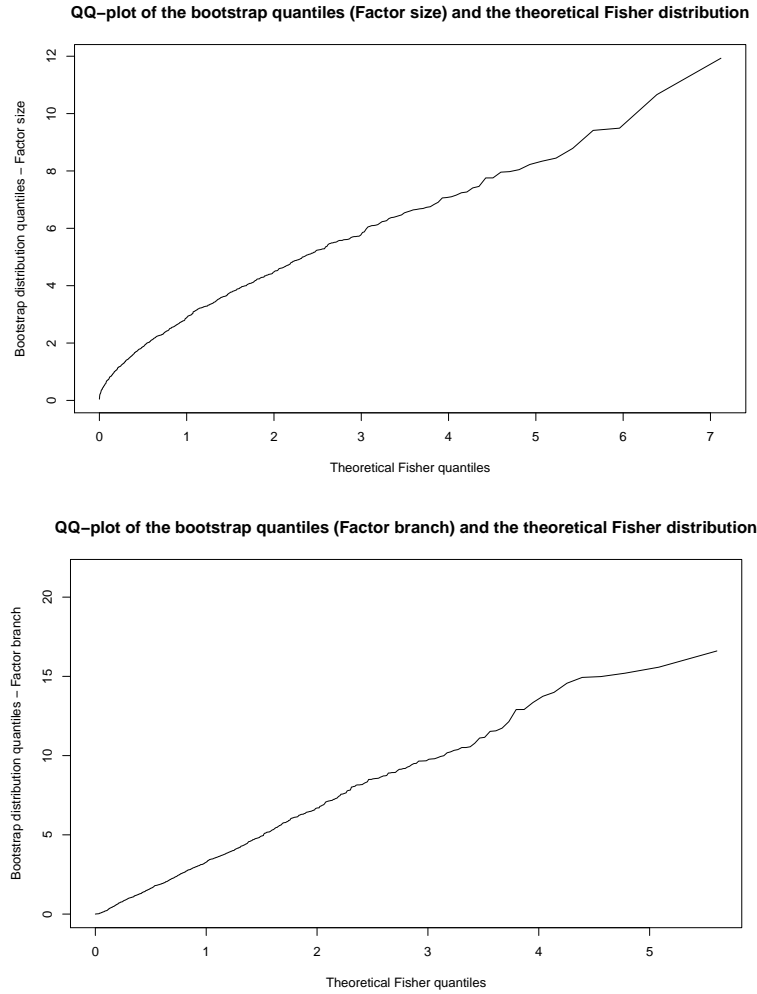 QQ−plot of the bootstrap quantiles (Factor size) and the theoretical Fisher distribution
Bootstrap distribution quantiles − Factor size
12
10
8
6
4
2
0
0 1 2 3 4 5 6 7
Theoretical Fisher quantiles
QQ−plot of the bootstrap quantiles (Factor branch) and the theoretical Fisher distribution
Bootstrap distribution quantiles − Factor branch
20
15
10
5
0
0 1 2 3 4 5
Theoretical Fisher quantiles